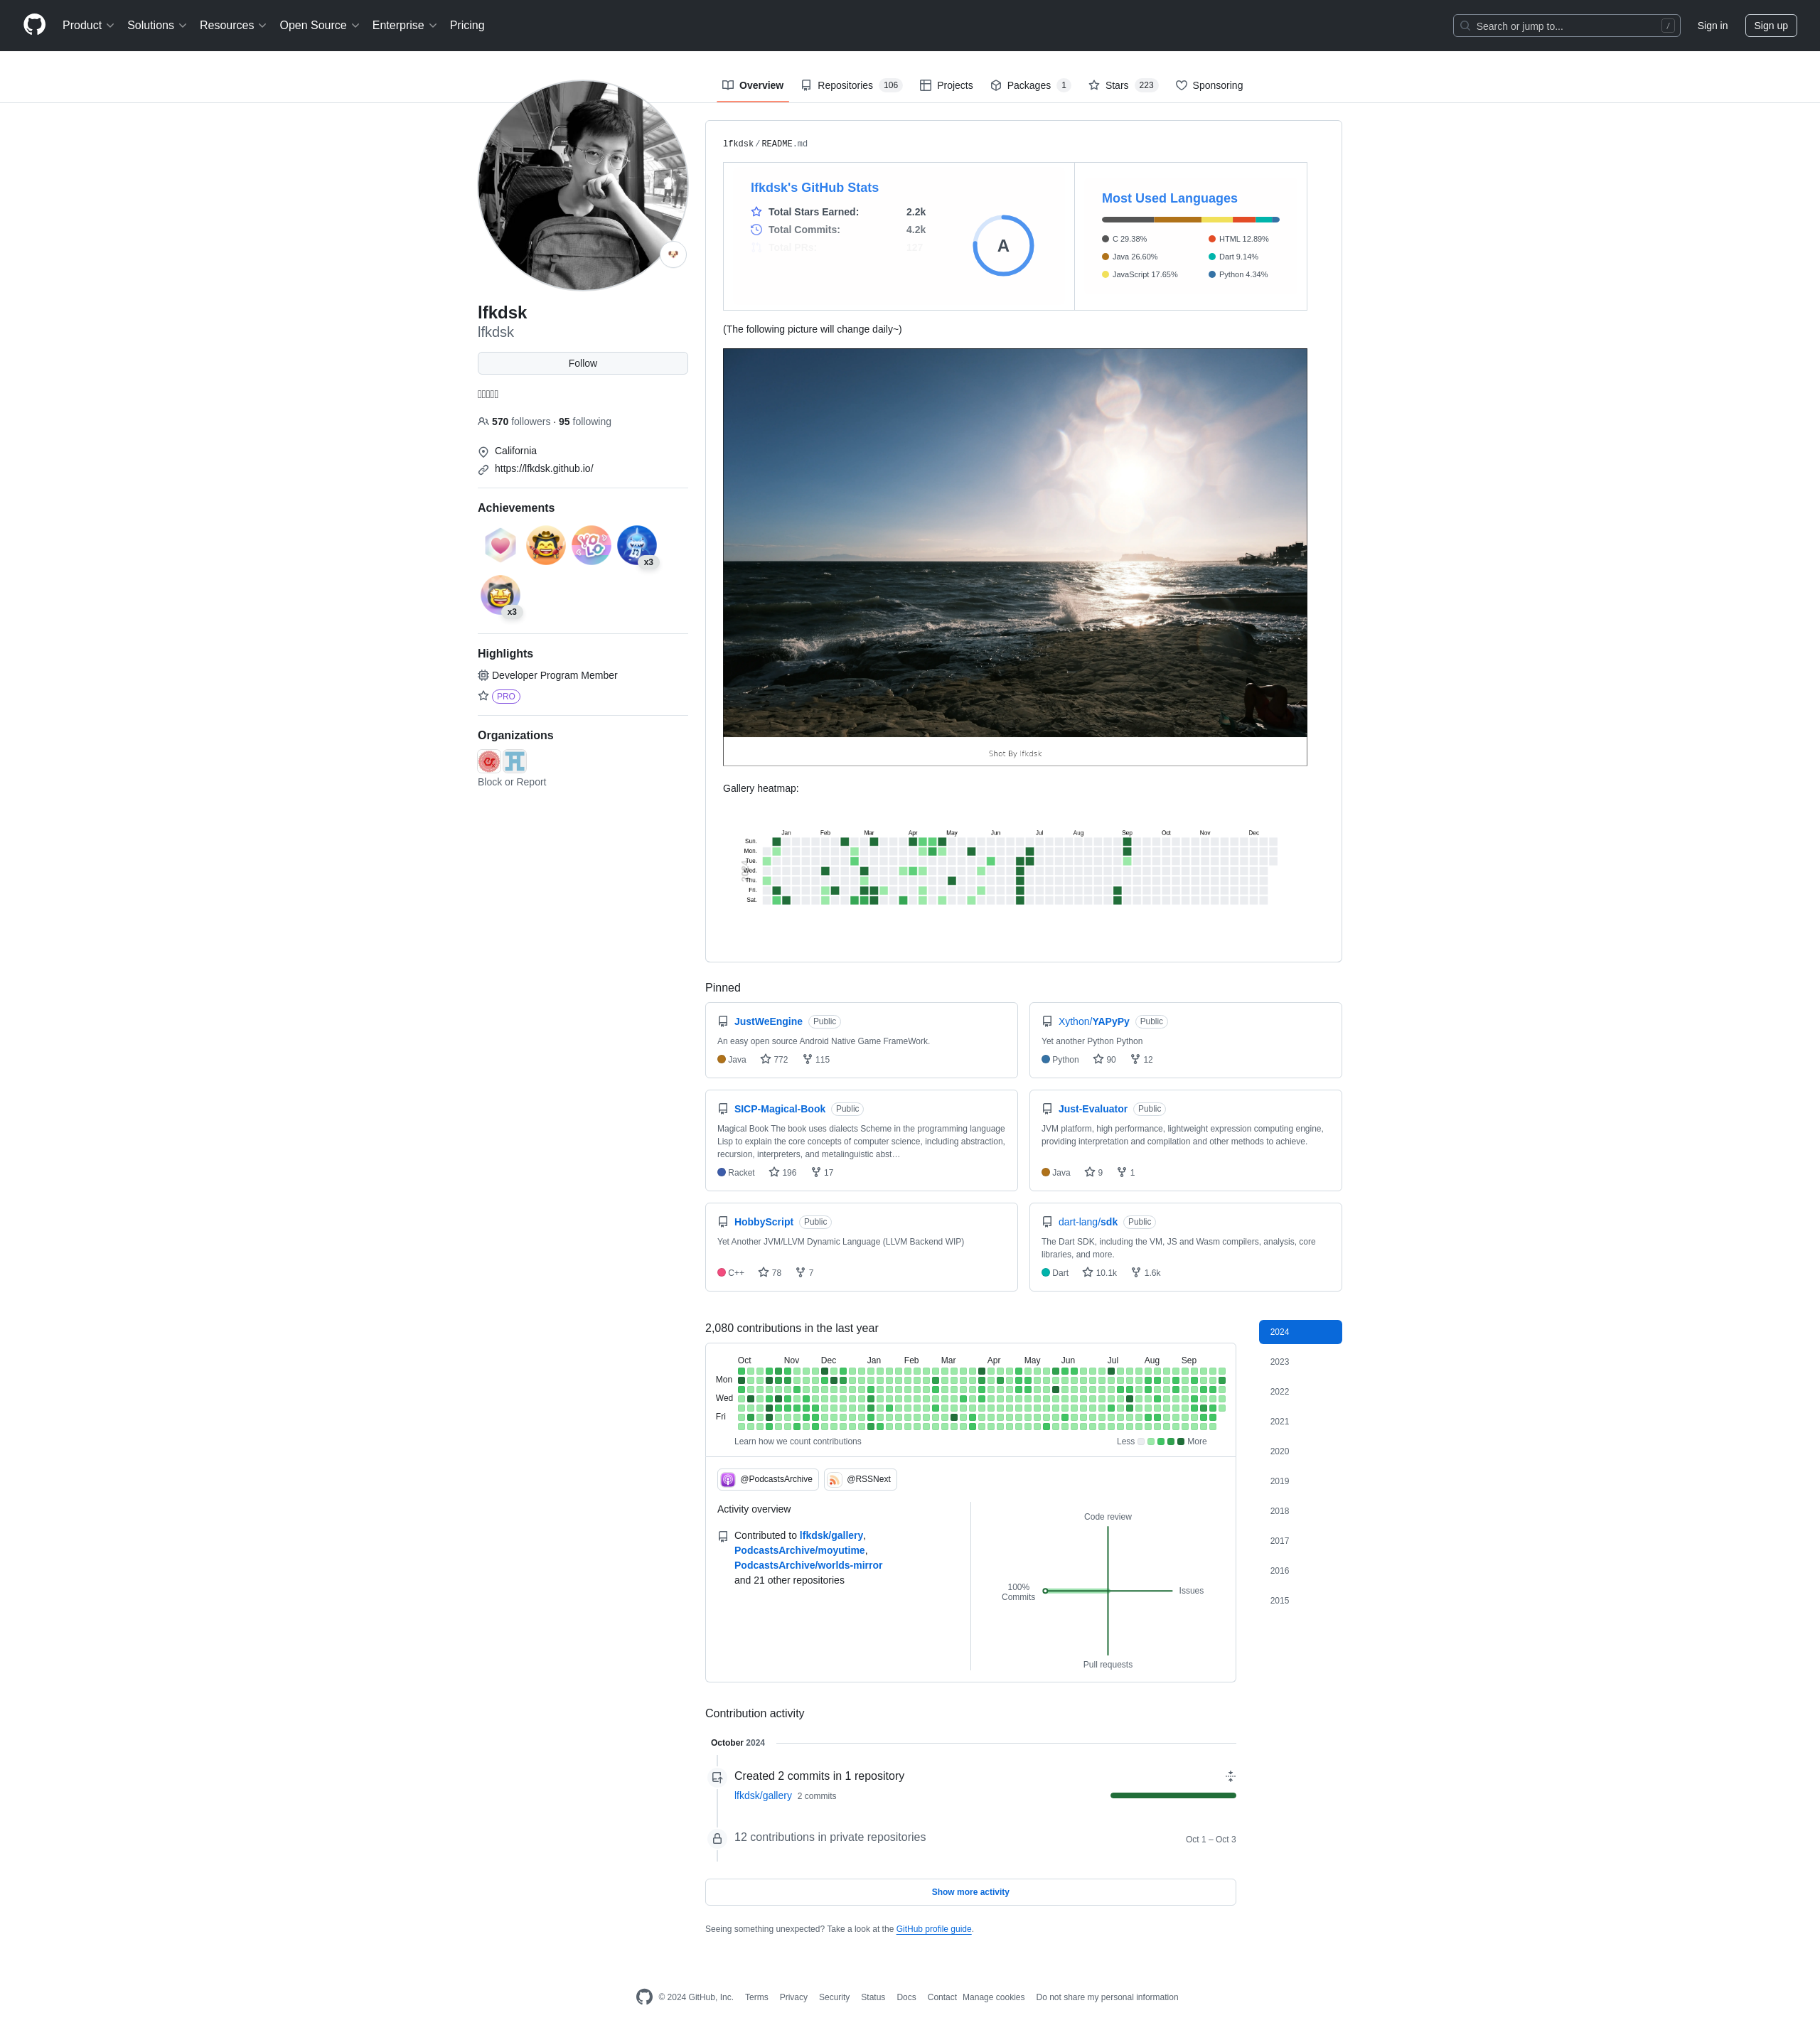 Product Solutions Resources Open Source Enterprise Pricing Search or jump to... / Sign in Sign up
Overview Repositories 106 Projects Packages 1 Stars 223 Sponsoring
lfkdsk
lfkdsk
Follow
570 followers · 95 following
California
https://lfkdsk.github.io/
Achievements
YOLO
x3
x3
Highlights
Developer Program Member
PRO
Organizations
Block or Report
lfkdsk/README.md
lfkdsk's GitHub Stats
Total Stars Earned: 2.2k
Total Commits: 4.2k
Total PRs: 127
A
Most Used Languages
C 29.38% HTML 12.89%
Java 26.60% Dart 9.14%
JavaScript 17.65% Python 4.34%
(The following picture will change daily~)
Shot By lfkdsk
Gallery heatmap:
Jan Feb Mar Apr May Jun Jul Aug Sep Oct Nov Dec
Sun.
Mon.
Tue.
Wed.
Thu.
Fri.
Sat.
Pinned
JustWeEngine Public
An easy open source Android Native Game FrameWork.
Java 772 115
Xython/YAPyPy Public
Yet another Python Python
Python 90 12
SICP-Magical-Book Public
Magical Book The book uses dialects Scheme in the programming language
Lisp to explain the core concepts of computer science, including abstraction,
recursion, interpreters, and metalinguistic abst…
Racket 196 17
Just-Evaluator Public
JVM platform, high performance, lightweight expression computing engine,
providing interpretation and compilation and other methods to achieve.
Java 9 1
HobbyScript Public
Yet Another JVM/LLVM Dynamic Language (LLVM Backend WIP)
C++ 78 7
dart-lang/sdk Public
The Dart SDK, including the VM, JS and Wasm compilers, analysis, core
libraries, and more.
Dart 10.1k 1.6k
2,080 contributions in the last year
Oct Nov Dec Jan Feb Mar Apr May Jun Jul Aug Sep
Mon
Wed
Fri
Learn how we count contributions Less More
@PodcastsArchive @RSSNext
Activity overview
Contributed to lfkdsk/gallery,
PodcastsArchive/moyutime,
PodcastsArchive/worlds-mirror
and 21 other repositories
Code review
100%
Commits
Issues
Pull requests
2024
2023
2022
2021
2020
2019
2018
2017
2016
2015
Contribution activity
October 2024
Created 2 commits in 1 repository
lfkdsk/gallery 2 commits
12 contributions in private repositories Oct 1 – Oct 3
Show more activity
Seeing something unexpected? Take a look at the GitHub profile guide.
© 2024 GitHub, Inc. Terms Privacy Security Status Docs Contact Manage cookies Do not share my personal information